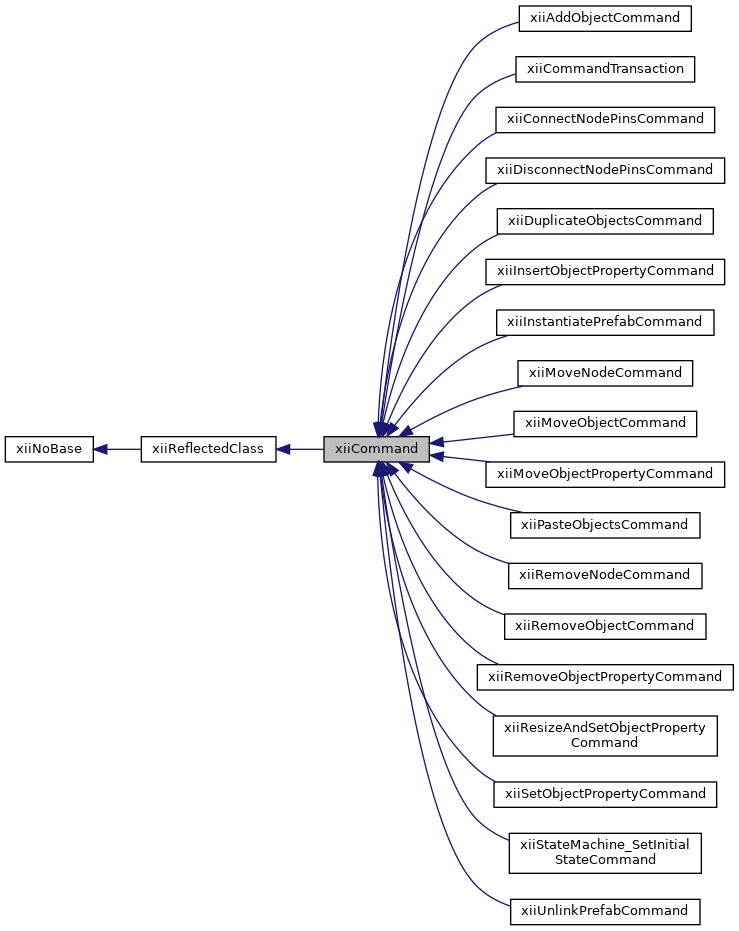 xiiAddObjectCommand
xiiCommandTransaction
xiiConnectNodePinsCommand
xiiDisconnectNodePinsCommand
xiiDuplicateObjectsCommand
xiiInsertObjectPropertyCommand
xiiInstantiatePrefabCommand
xiiMoveNodeCommand
xiiMoveObjectCommand
xiiNoBase
xiiReflectedClass
xiiCommand
xiiMoveObjectPropertyCommand
xiiPasteObjectsCommand
xiiRemoveNodeCommand
xiiRemoveObjectCommand
xiiRemoveObjectPropertyCommand
xiiResizeAndSetObjectProperty
Command
xiiSetObjectPropertyCommand
xiiStateMachine_SetInitial
StateCommand
xiiUnlinkPrefabCommand